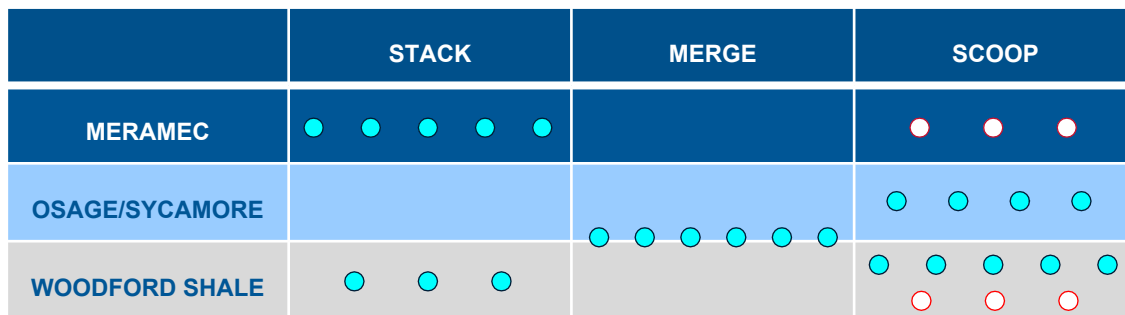 STACK MERGE SCOOP
MERAMEC
OSAGE/SYCAMORE
WOODFORD SHALE